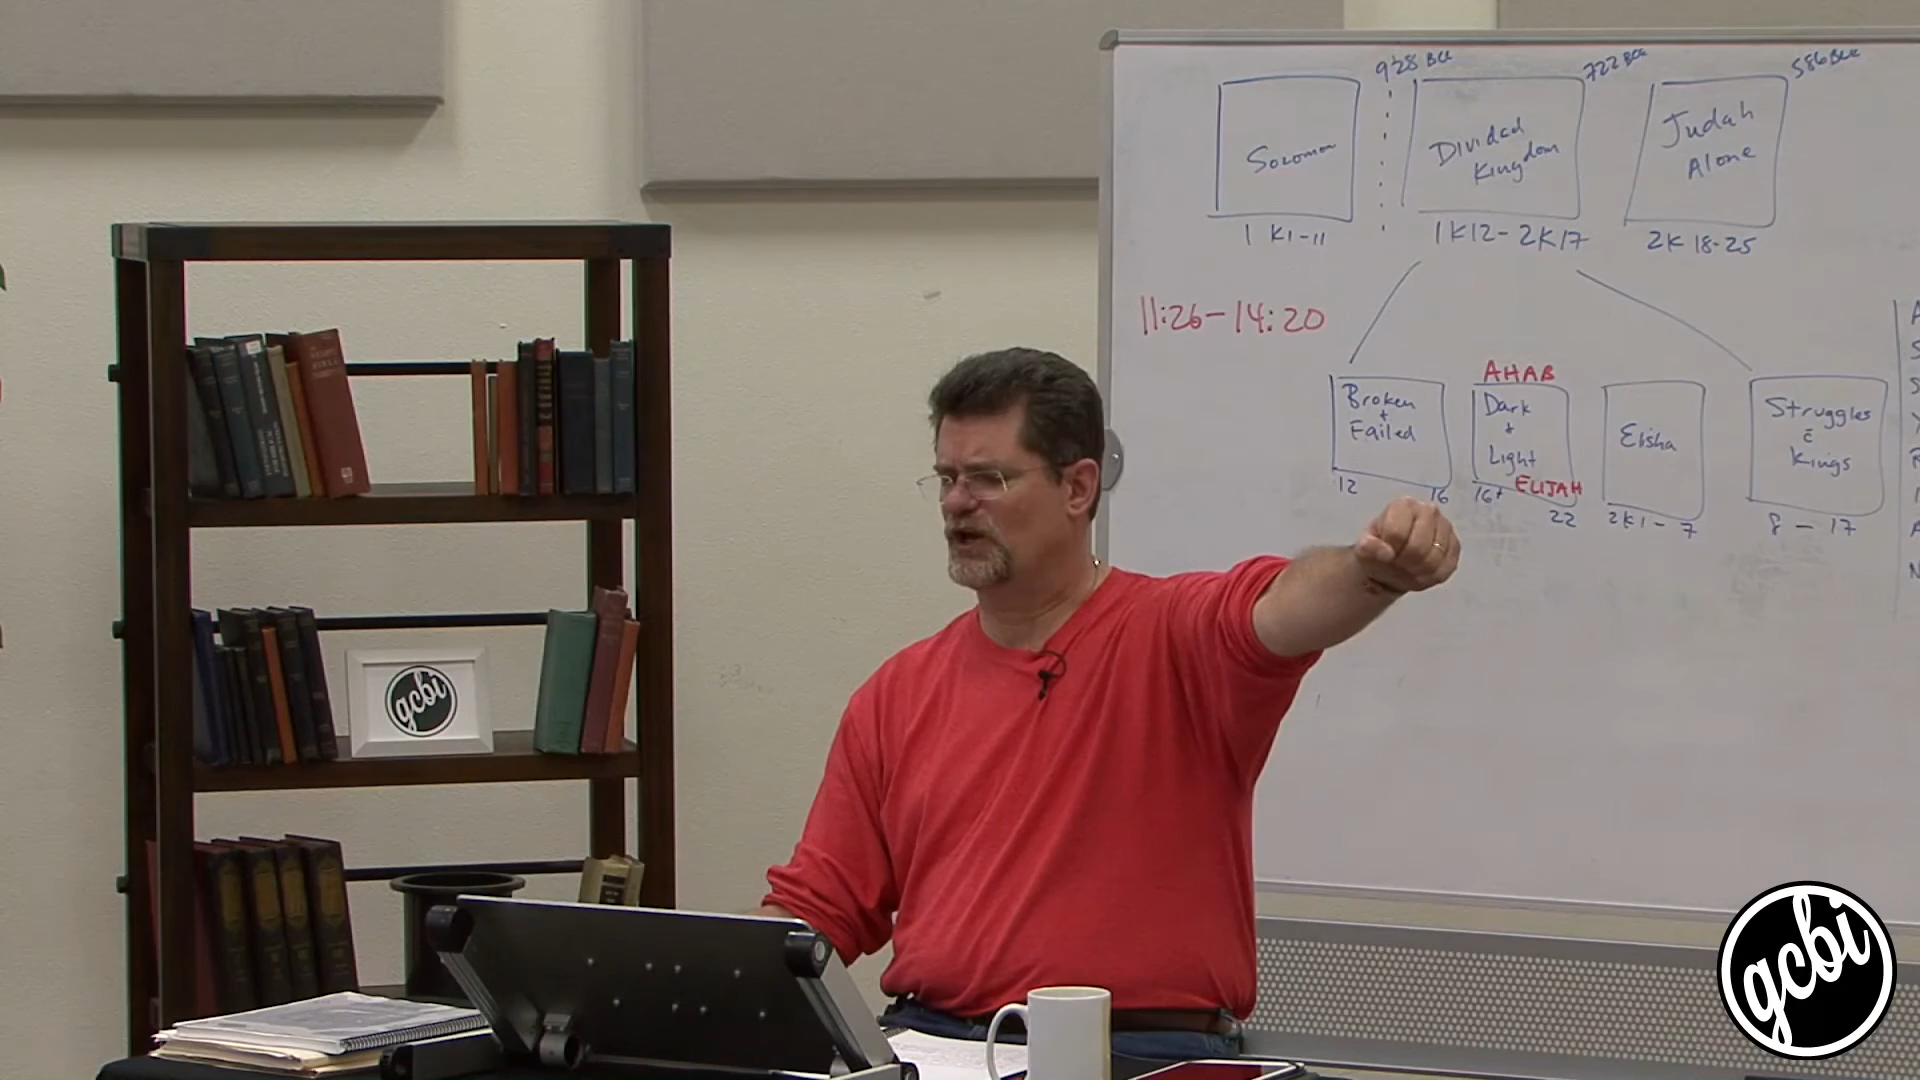 928 BCE
722 BCE
586 BCE
Solomon
Divided
Kingdom
Judah
Alone
1 K1-11
1K12-2K17
2K 18-25
11:26-14:20
Broken
+
Failed
12
16
AHAB
Dark
+
Light
ELIJAH
16+
22
Elisha
2K1-7
Struggles
c̄
Kings
8-17
A
S
S
Y
R
I
A
N
gcbi
gcbi